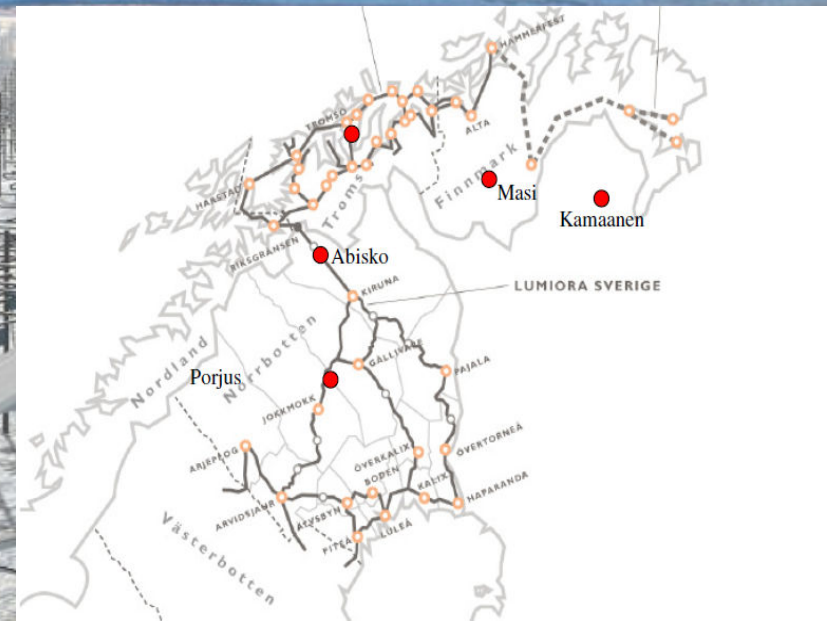 HAMMERFEST
TROMSØ
ALTA
Finnmark
Masi
HARSTAD
Troms
Kamaanen
RIKSGRÄNSEN
Abisko
KIRUNA
LUMIORA SVERIGE
Nordland
Norrbotten
GÄLLIVARE
PAJALA
Porjus
JOKKMOKK
ARJEPLOG
ÖVERKALIX
ÖVERTORNEÅ
BODEN
KALIX
HAPARANDA
ARVIDSJAUR
ÄLVSBYN
LULEÅ
PITEÅ
Västerbotten